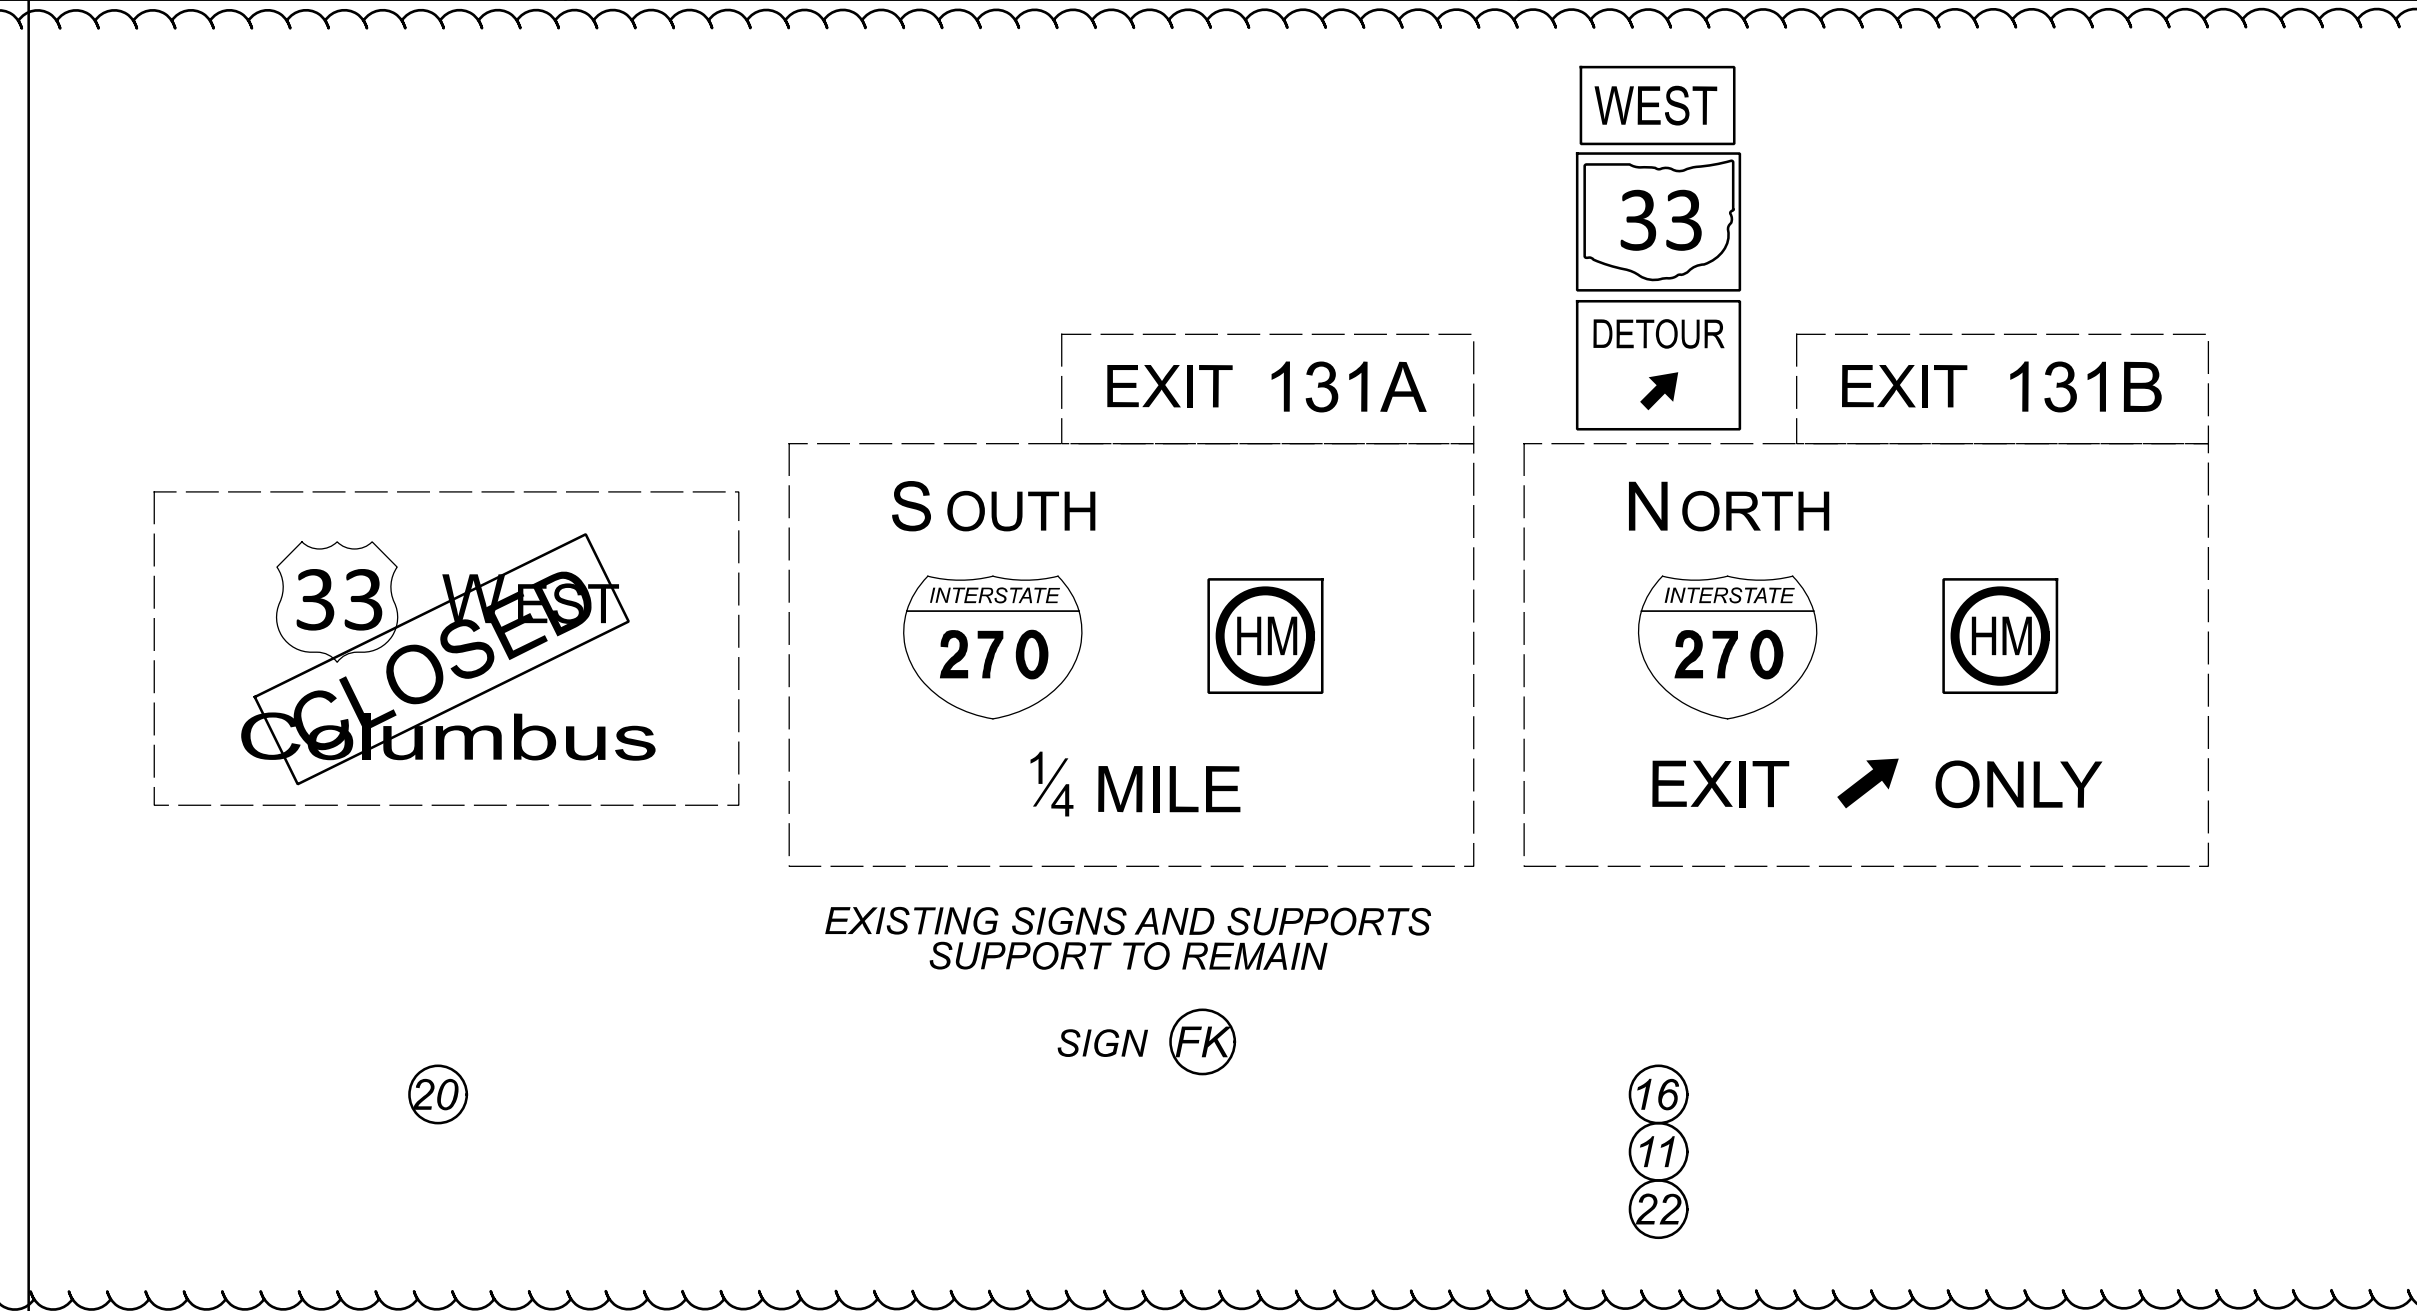 WEST
33
DETOUR
EXIT 131A
EXIT 131B
33 WEST
CLOSED
Columbus
SOUTH
INTERSTATE
270
HM
¼ MILE
NORTH
INTERSTATE
270
HM
EXIT ONLY
EXISTING SIGNS AND SUPPORTS
SUPPORT TO REMAIN
SIGN FK
20
16
11
22